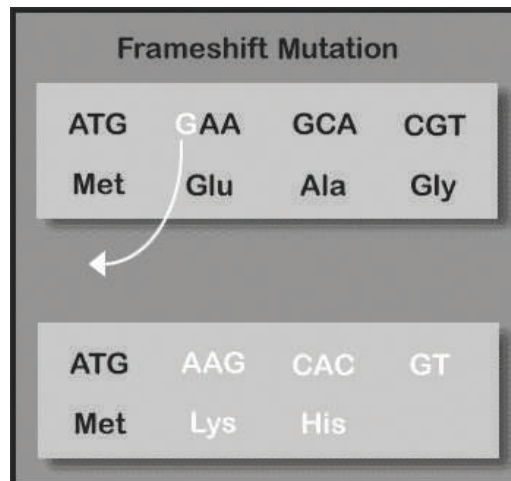 Frameshift Mutation
ATG GAA GCA CGT
Met Glu Ala Gly
ATG AAG CAC GT
Met Lys His